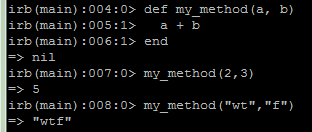 irb(main):004:0> def my_method(a, b)
irb(main):005:1>   a + b
irb(main):006:1> end
=> nil
irb(main):007:0> my_method(2,3)
=> 5
irb(main):008:0> my_method("wt","f")
=> "wtf"